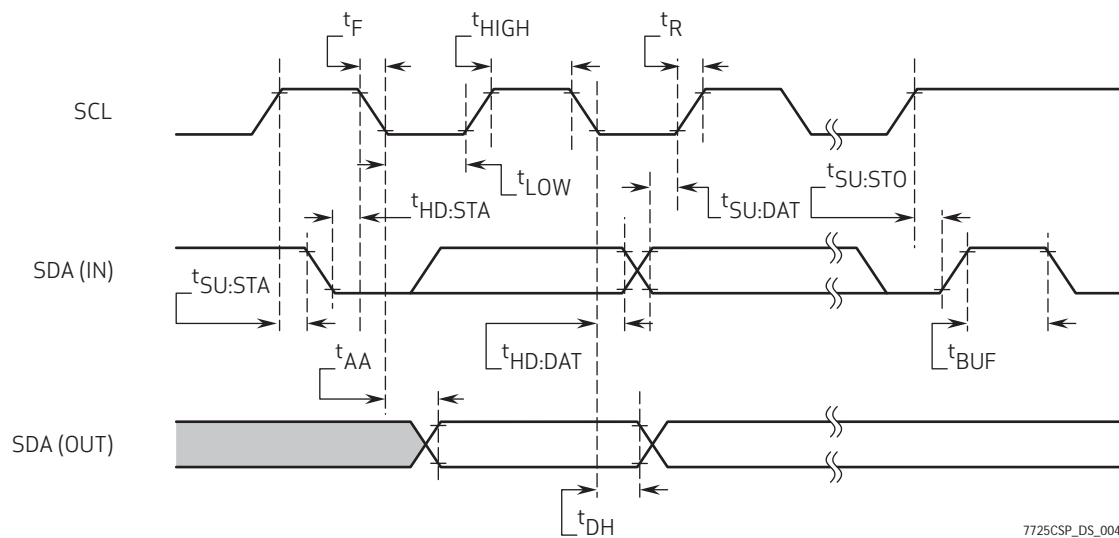 tF
tHIGH
tR
SCL
tLOW
tSU:STO
tHD:STA
tSU:DAT
SDA (IN)
tSU:STA
tAA
tHD:DAT
tBUF
SDA (OUT)
tDH
7725CSP_DS_004